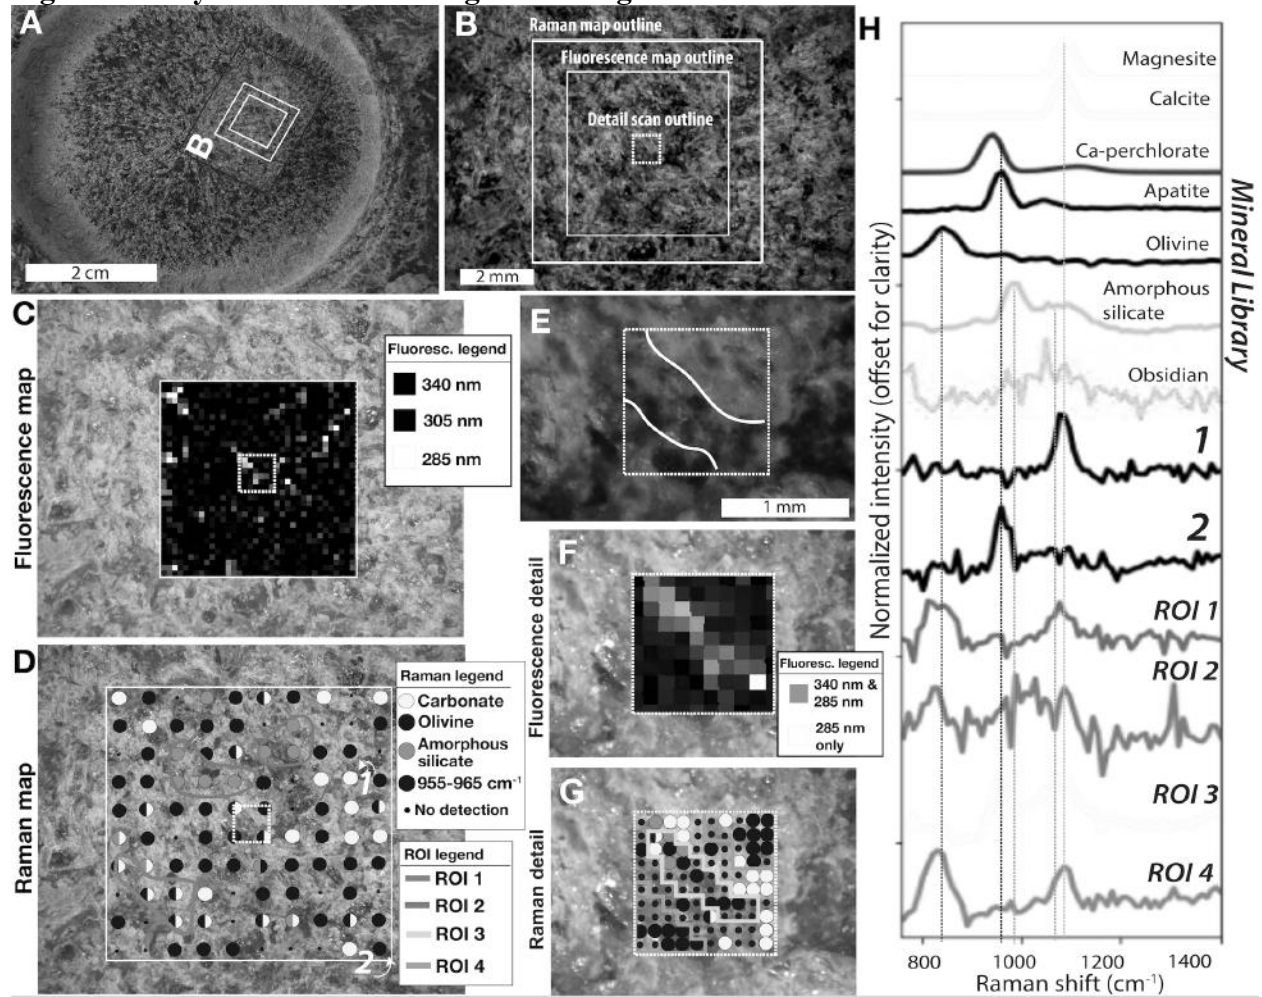 A
2 cm
B
B
Raman map outline
Fluorescence map outline
Detail scan outline
2 mm
C
Fluorescence map
Fluoresc. legend
340 nm
305 nm
285 nm
D
Raman map
Raman legend
Carbonate
Olivine
Amorphous
silicate
955-965 cm⁻¹
No detection
1
2
ROI legend
ROI 1
ROI 2
ROI 3
ROI 4
E
1 mm
F
Fluorescence detail
Fluoresc. legend
340 nm &
285 nm
285 nm
only
G
Raman detail
H
Normalized intensity (offset for clarity)
Magnesite
Calcite
Ca-perchlorate
Apatite
Olivine
Amorphous
silicate
Obsidian
Mineral Library
1
2
ROI 1
ROI 2
ROI 3
ROI 4
800 1000 1200 1400
Raman shift (cm⁻¹)